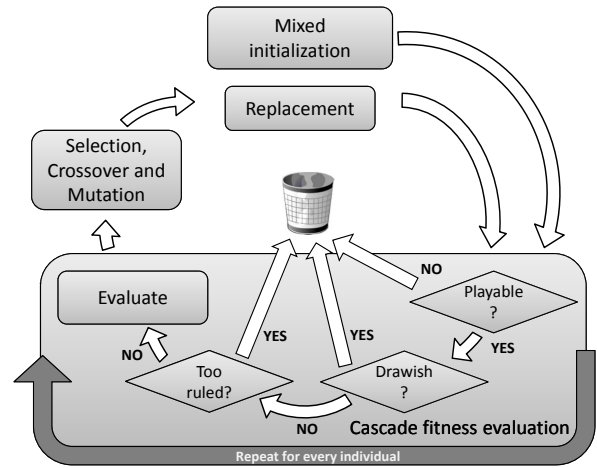 Mixed
initialization
Replacement
Selection,
Crossover and
Mutation
NO
Evaluate
Playable
?
YES
YES
YES
NO
Too
ruled?
Drawish
?
NO
Cascade fitness evaluation
Repeat for every individual